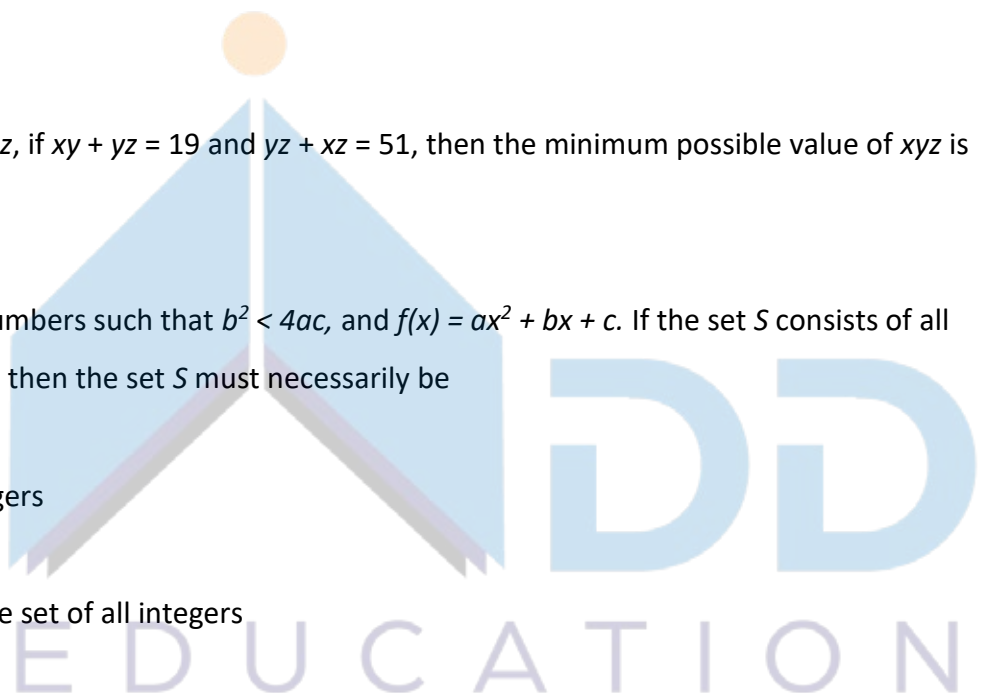 z, if xy + yz = 19 and yz + xz = 51, then the minimum possible value of xyz is
umbers such that b² < 4ac, and f(x) = ax² + bx + c. If the set S consists of all
then the set S must necessarily be
gers
e set of all integers
DD
EDUCATION